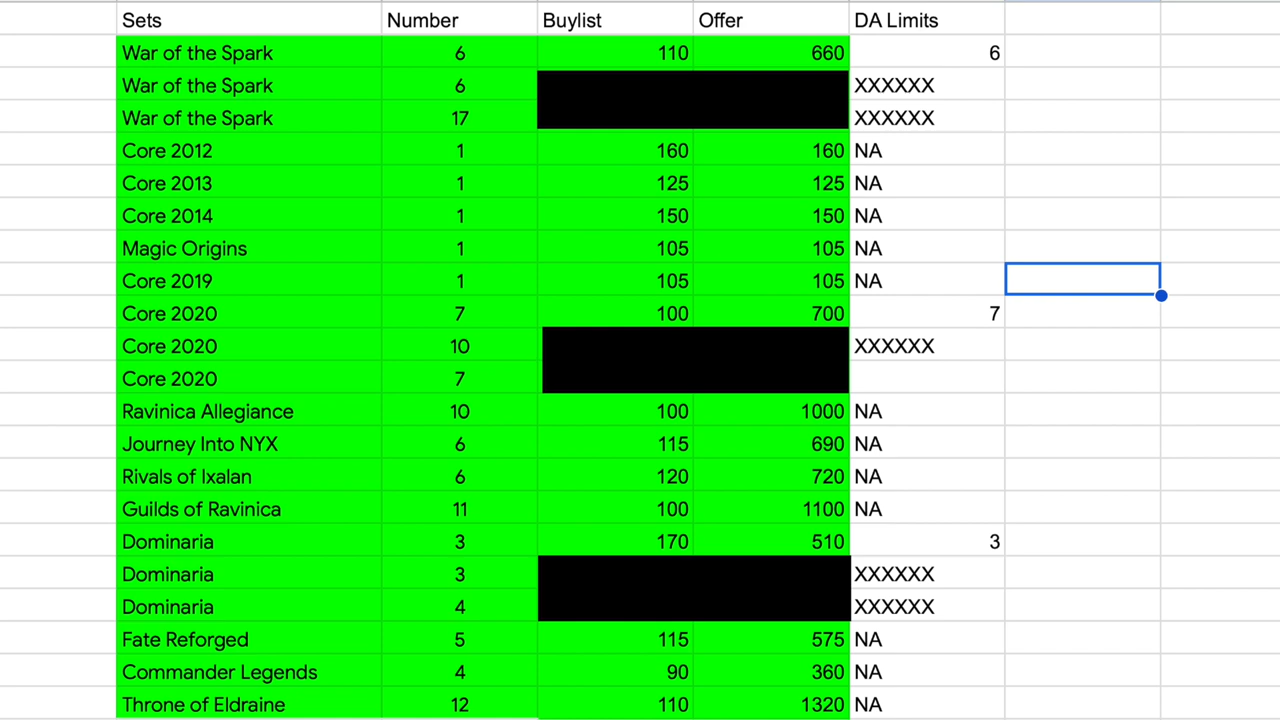 Sets Number Buylist Offer DA Limits
War of the Spark 6 110 660 6
War of the Spark 6 XXXXXX
War of the Spark 17 XXXXXX
Core 2012 1 160 160 NA
Core 2013 1 125 125 NA
Core 2014 1 150 150 NA
Magic Origins 1 105 105 NA
Core 2019 1 105 105 NA
Core 2020 7 100 700 7
Core 2020 10 XXXXXX
Core 2020 7
Ravinica Allegiance 10 100 1000 NA
Journey Into NYX 6 115 690 NA
Rivals of Ixalan 6 120 720 NA
Guilds of Ravinica 11 100 1100 NA
Dominaria 3 170 510 3
Dominaria 3 XXXXXX
Dominaria 4 XXXXXX
Fate Reforged 5 115 575 NA
Commander Legends 4 90 360 NA
Throne of Eldraine 12 110 1320 NA